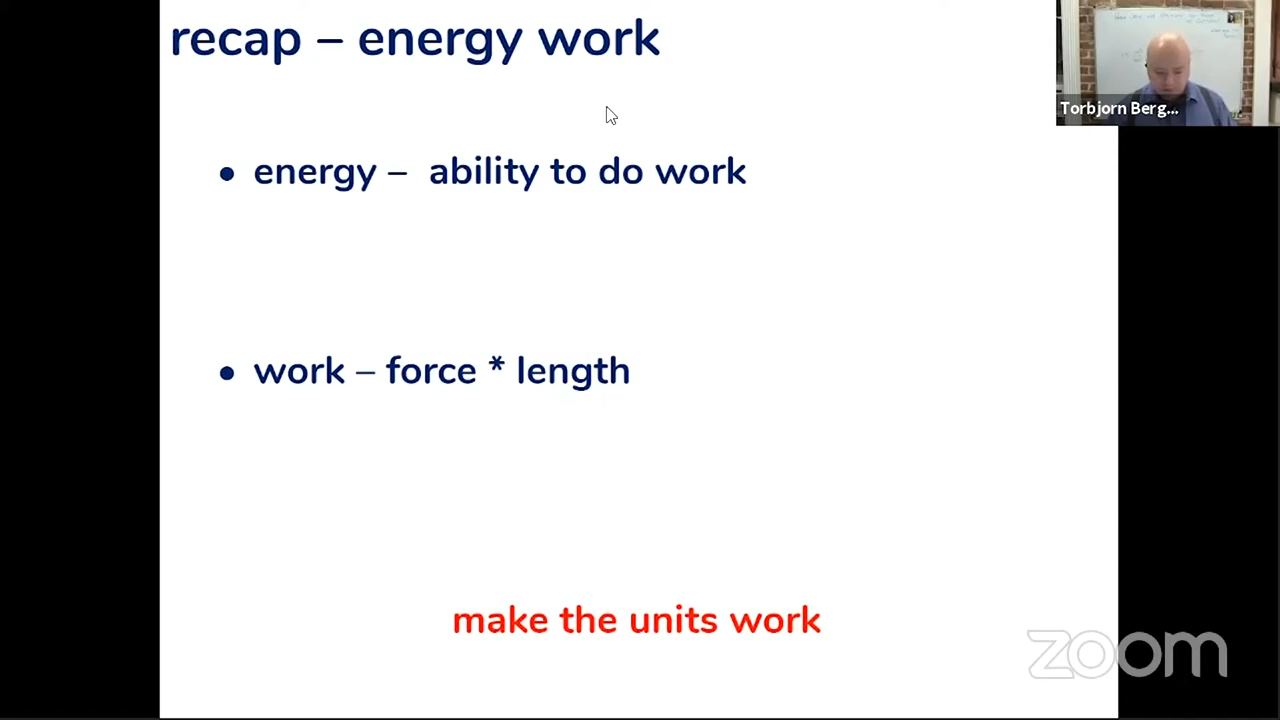 recap – energy work
Torbjorn Berg...
• energy – ability to do work
• work – force * length
make the units work
zoom